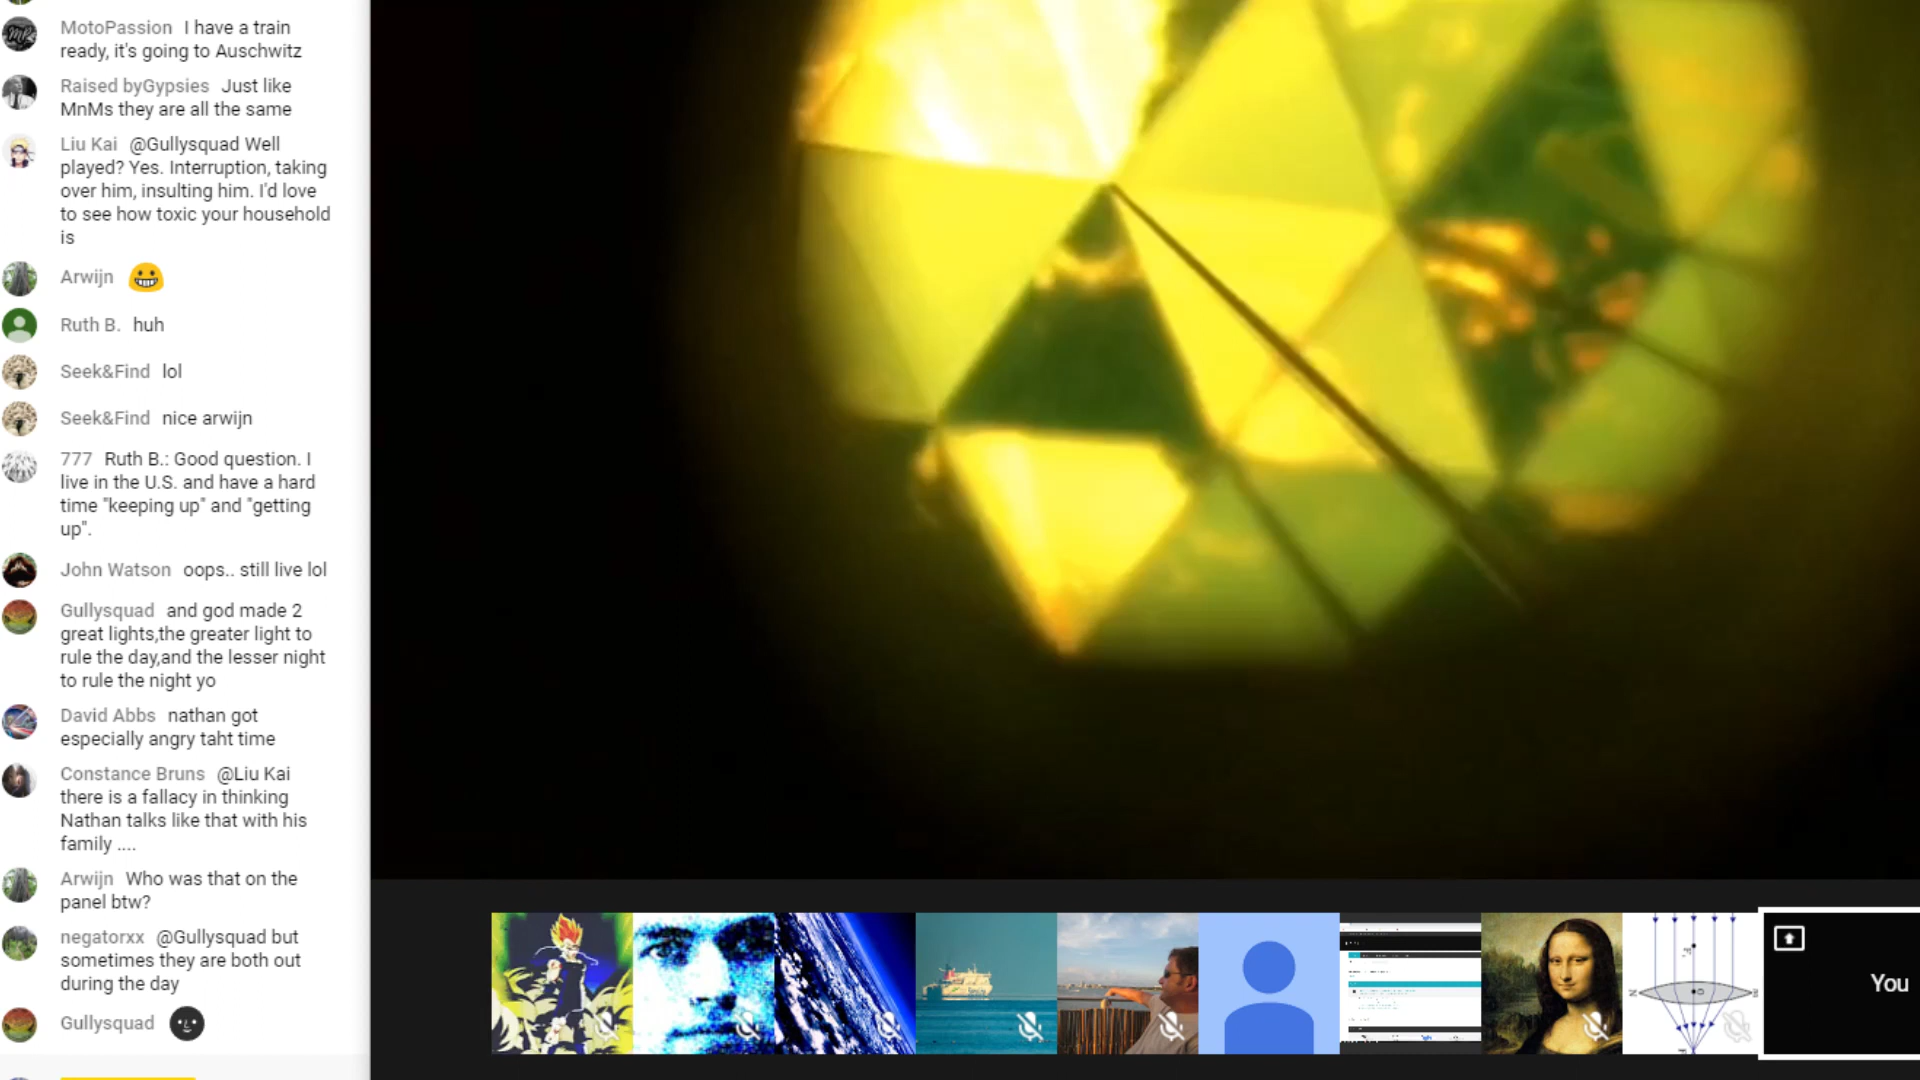 MotoPassion I have a train
ready, it's going to Auschwitz
Raised byGypsies Just like
MnMs they are all the same
Liu Kai @Gullysquad Well
played? Yes. Interruption, taking
over him, insulting him. I'd love
to see how toxic your household
is
Arwijn
Ruth B. huh
Seek&Find lol
Seek&Find nice arwijn
777 Ruth B.: Good question. I
live in the U.S. and have a hard
time "keeping up" and "getting
up".
John Watson oops.. still live lol
Gullysquad and god made 2
great lights,the greater light to
rule the day,and the lesser night
to rule the night yo
David Abbs nathan got
especially angry taht time
Constance Bruns @Liu Kai
there is a fallacy in thinking
Nathan talks like that with his
family ....
Arwijn Who was that on the
panel btw?
negatorxx @Gullysquad but
sometimes they are both out
during the day
Gullysquad
You